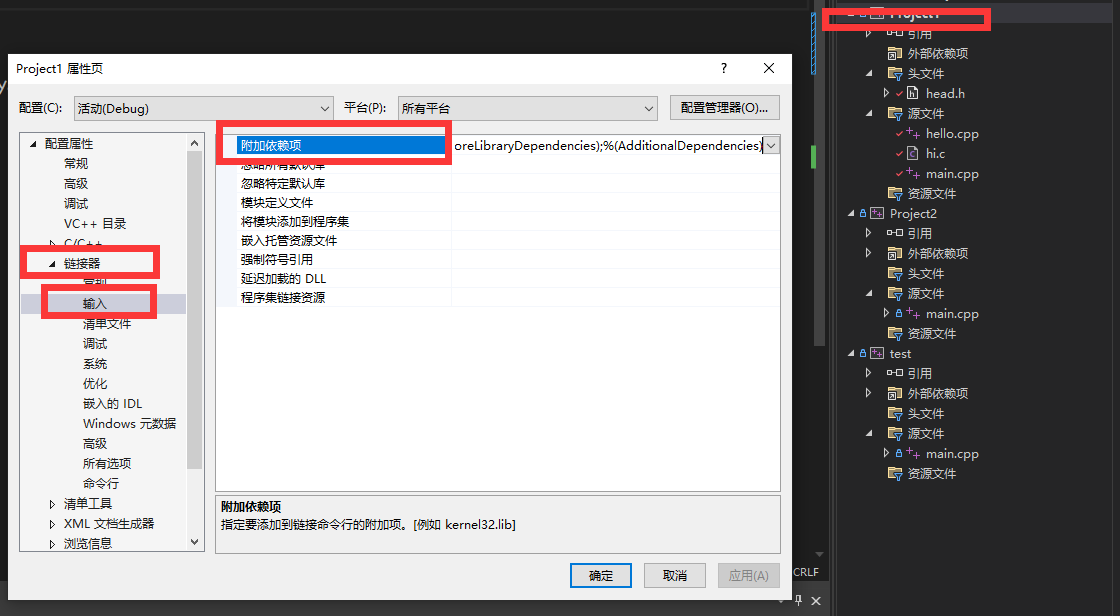 Project1 属性页
?
配置(C):
活动(Debug)
平台(P):
所有平台
配置管理器(O)...
配置属性
常规
高级
调试
VC++ 目录
C/C++
链接器
常规
输入
清单文件
调试
系统
优化
嵌入的 IDL
Windows 元数据
高级
所有选项
命令行
清单工具
XML 文档生成器
浏览信息
附加依赖项
oreLibraryDependencies);%(AdditionalDependencies)
忽略所有默认库
忽略特定默认库
模块定义文件
将模块添加到程序集
嵌入托管资源文件
强制符号引用
延迟加载的 DLL
程序集链接资源
附加依赖项
指定要添加到链接命令行的附加项。[例如 kernel32.lib]
确定
取消
应用(A)
CRLF
Project1
引用
外部依赖项
头文件
head.h
源文件
hello.cpp
hi.c
main.cpp
资源文件
Project2
引用
外部依赖项
头文件
源文件
main.cpp
资源文件
test
引用
外部依赖项
头文件
源文件
main.cpp
资源文件